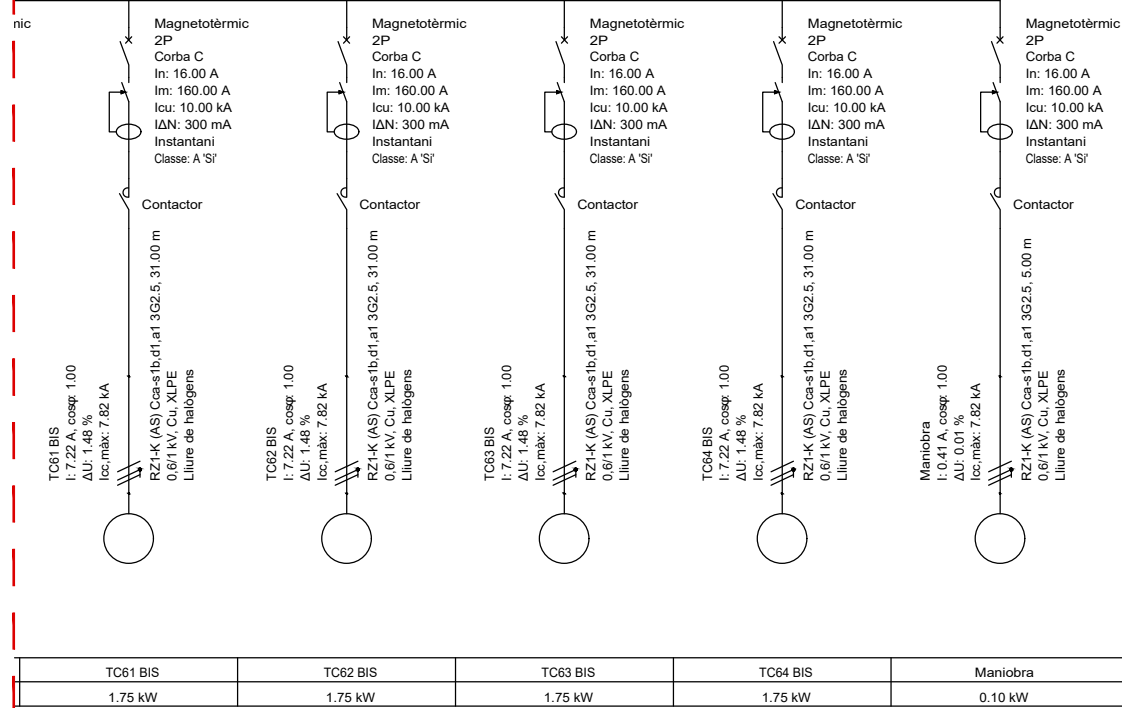 nic
Magnetotèrmic
2P
Corba C
In: 16.00 A
Im: 160.00 A
Icu: 10.00 kA
IΔN: 300 mA
Instantani
Classe: A 'Si'
Contactor
TC61 BIS
I: 7.22 A, cosφ: 1.00
ΔU: 1.48 %
Icc,màx: 7.82 kA
RZ1-K (AS) Cca-s1b,d1,a1 3G2.5, 31.00 m
0,6/1 kV, Cu, XLPE
Lliure de halògens
Magnetotèrmic
2P
Corba C
In: 16.00 A
Im: 160.00 A
Icu: 10.00 kA
IΔN: 300 mA
Instantani
Classe: A 'Si'
Contactor
TC62 BIS
I: 7.22 A, cosφ: 1.00
ΔU: 1.48 %
Icc,màx: 7.82 kA
RZ1-K (AS) Cca-s1b,d1,a1 3G2.5, 31.00 m
0,6/1 kV, Cu, XLPE
Lliure de halògens
Magnetotèrmic
2P
Corba C
In: 16.00 A
Im: 160.00 A
Icu: 10.00 kA
IΔN: 300 mA
Instantani
Classe: A 'Si'
Contactor
TC63 BIS
I: 7.22 A, cosφ: 1.00
ΔU: 1.48 %
Icc,màx: 7.82 kA
RZ1-K (AS) Cca-s1b,d1,a1 3G2.5, 31.00 m
0,6/1 kV, Cu, XLPE
Lliure de halògens
Magnetotèrmic
2P
Corba C
In: 16.00 A
Im: 160.00 A
Icu: 10.00 kA
IΔN: 300 mA
Instantani
Classe: A 'Si'
Contactor
TC64 BIS
I: 7.22 A, cosφ: 1.00
ΔU: 1.48 %
Icc,màx: 7.82 kA
RZ1-K (AS) Cca-s1b,d1,a1 3G2.5, 31.00 m
0,6/1 kV, Cu, XLPE
Lliure de halògens
Magnetotèrmic
2P
Corba C
In: 16.00 A
Im: 160.00 A
Icu: 10.00 kA
IΔN: 300 mA
Instantani
Classe: A 'Si'
Contactor
Maniobra
I: 0.41 A, cosφ: 1.00
ΔU: 0.01 %
Icc,màx: 7.82 kA
RZ1-K (AS) Cca-s1b,d1,a1 3G2.5, 5.00 m
0,6/1 kV, Cu, XLPE
Lliure de halògens
TC61 BIS TC62 BIS TC63 BIS TC64 BIS Maniobra
1.75 kW 1.75 kW 1.75 kW 1.75 kW 0.10 kW